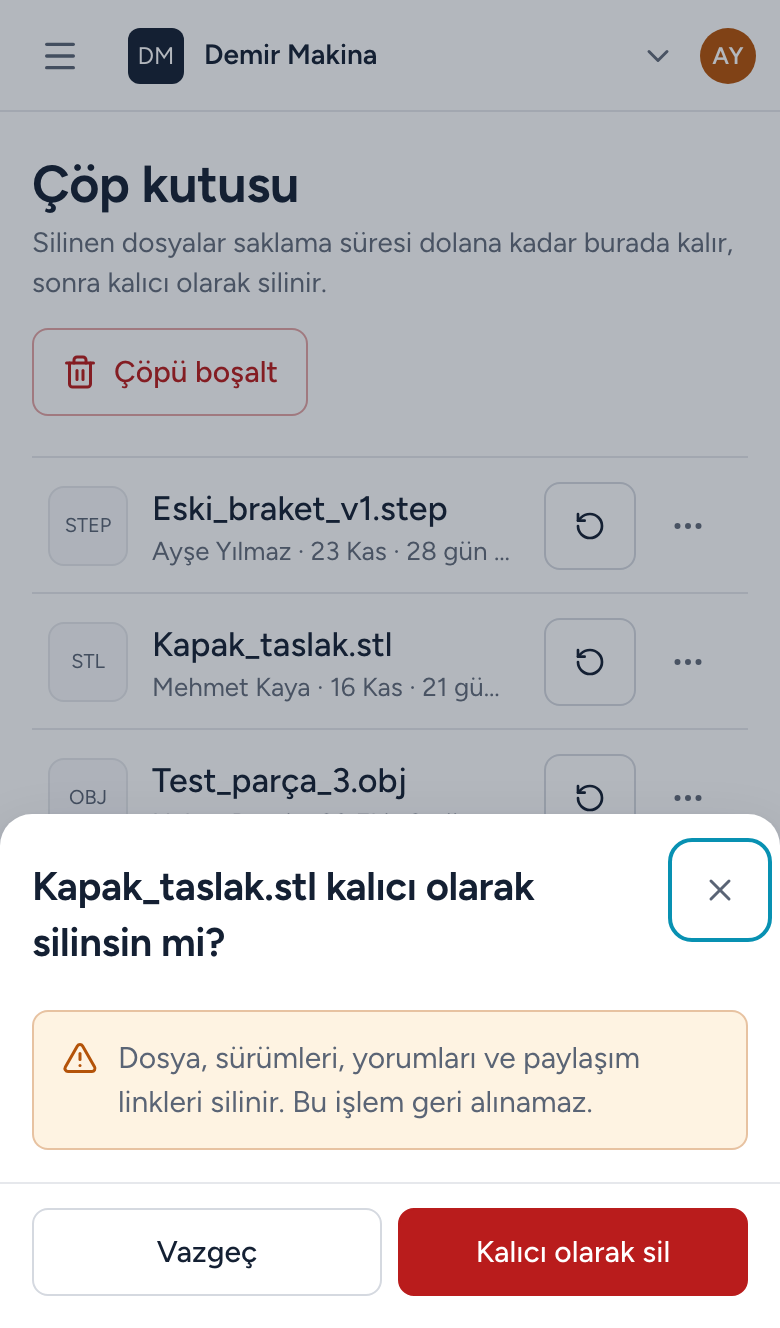 DM
Demir Makina
AY
Çöp kutusu
Silinen dosyalar saklama süresi dolana kadar burada kalır,
sonra kalıcı olarak silinir.
Çöpü boşalt
STEP
Eski_braket_v1.step
Ayşe Yılmaz · 23 Kas · 28 gün ...
STL
Kapak_taslak.stl
Mehmet Kaya · 16 Kas · 21 gü...
OBJ
Test_parça_3.obj
Kapak_taslak.stl kalıcı olarak
silinsin mi?
Dosya, sürümleri, yorumları ve paylaşım
linkleri silinir. Bu işlem geri alınamaz.
Vazgeç
Kalıcı olarak sil